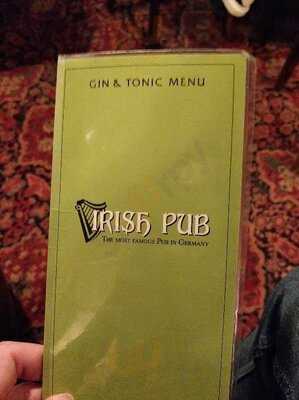 GIN & TONIC MENU
IRISH PUB
THE MOST FAMOUS PUB IN GERMANY